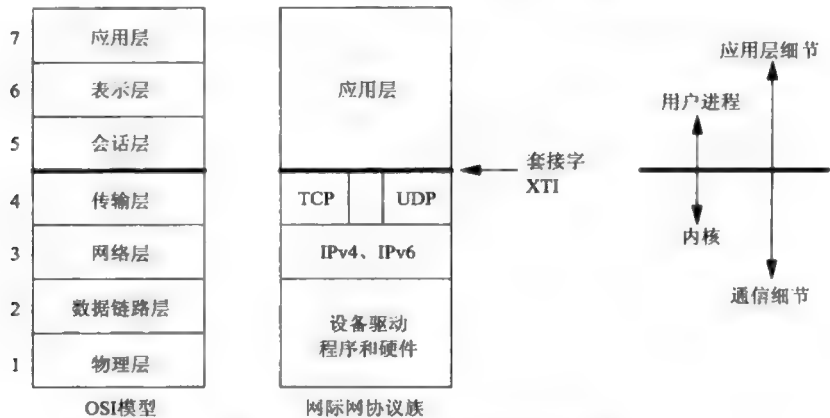 7
应用层
6
表示层
5
会话层
4
传输层
3
网络层
2
数据链路层
1
物理层
OSI模型
应用层
TCP
UDP
IPv4、IPv6
设备驱动
程序和硬件
网际网协议族
套接字
XTI
应用层细节
用户进程
内核
通信细节